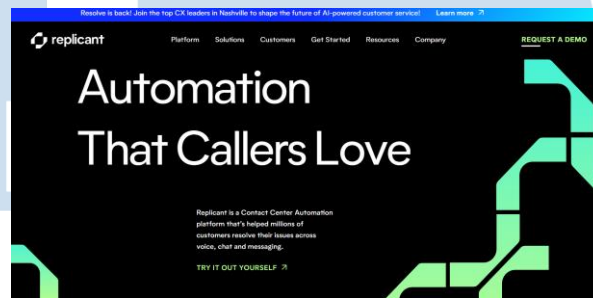 Resolve is back! Join the top CX leaders in Nashville to shape the future of AI-powered customer service! Learn more ↗
replicant Platform Solutions Customers Get Started Resources Company REQUEST A DEMO
Automation
That Callers Love
Replicant is a Contact Center Automation
platform that's helped millions of
customers resolve their issues across
voice, chat and messaging.
TRY IT OUT YOURSELF ↗